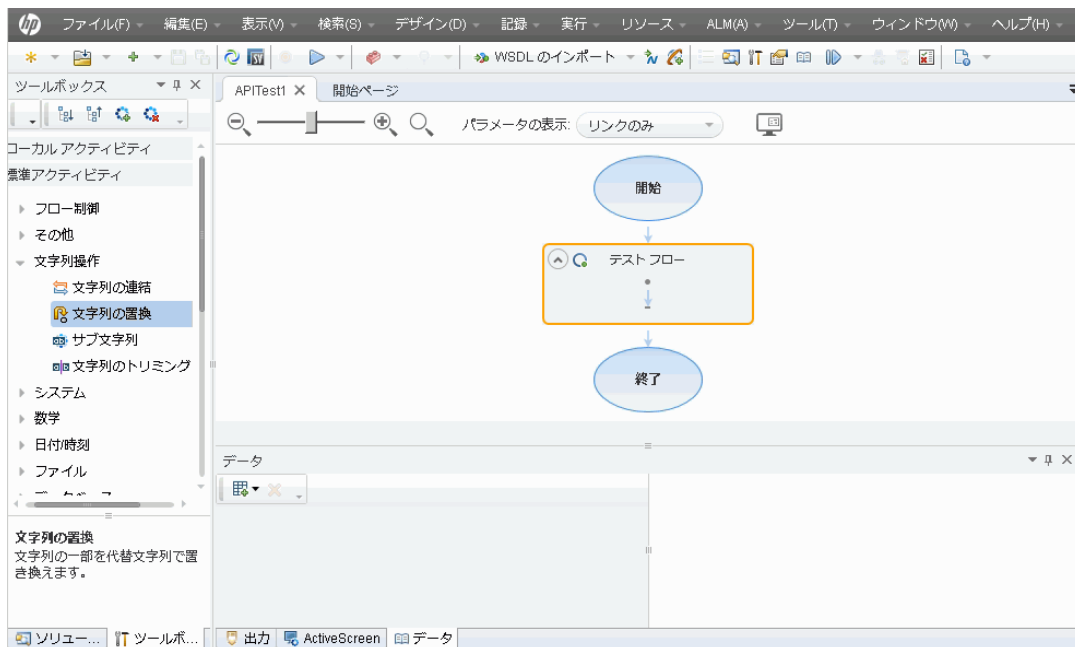 hp ファイル(F) 編集(E) 表示(V) 検索(S) デザイン(D) 記録 実行 リソース ALM(A) ツール(T) ウィンドウ(W) ヘルプ(H)
WSDL のインポート
ツールボックス
APITest1 開始ページ
パラメータの表示: リンクのみ
ーカル アクティビティ
標準アクティビティ
フロー制御
その他
文字列操作
文字列の連結
文字列の置換
サブ文字列
文字列のトリミング
システム
数学
日付/時刻
ファイル
開始
テスト フロー
終了
データ
文字列の置換
文字列の一部を代替文字列で置
き換えます。
ソリュー... ツールボ... 出力 ActiveScreen データ